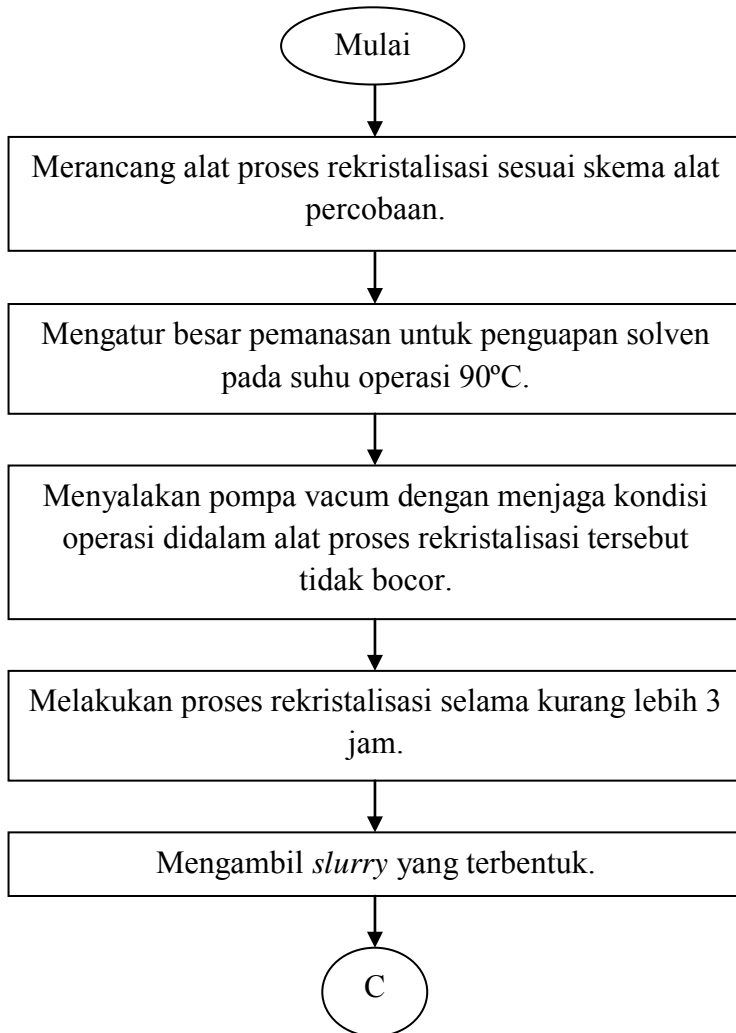 Mulai
Merancang alat proses rekristalisasi sesuai skema alat
percobaan.
Mengatur besar pemanasan untuk penguapan solven
pada suhu operasi 90ºC.
Menyalakan pompa vacum dengan menjaga kondisi
operasi didalam alat proses rekristalisasi tersebut
tidak bocor.
Melakukan proses rekristalisasi selama kurang lebih 3
jam.
Mengambil slurry yang terbentuk.
C